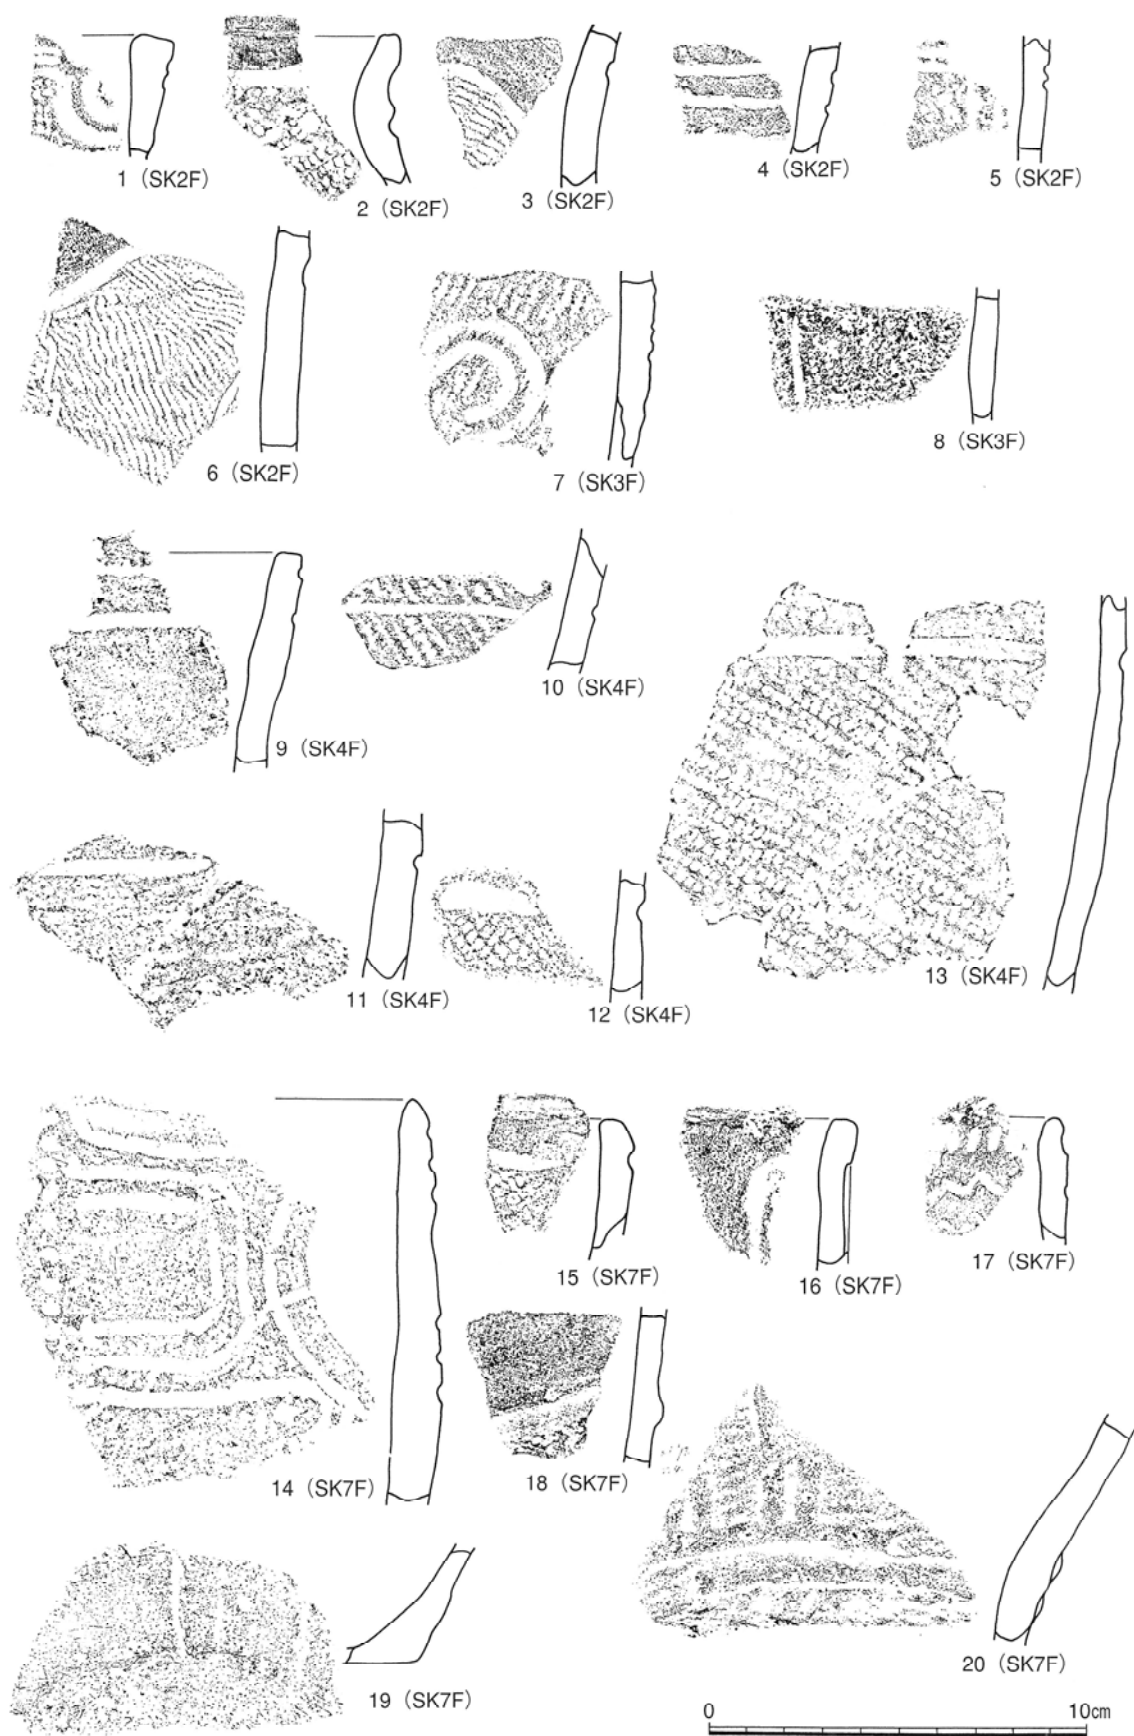 1（SK2F）
2（SK2F）
3（SK2F）
4（SK2F）
5（SK2F）
6（SK2F）
7（SK3F）
8（SK3F）
9（SK4F）
10（SK4F）
11（SK4F）
12（SK4F）
13（SK4F）
14（SK7F）
15（SK7F）
16（SK7F）
17（SK7F）
18（SK7F）
19（SK7F）
20（SK7F）
0 10cm